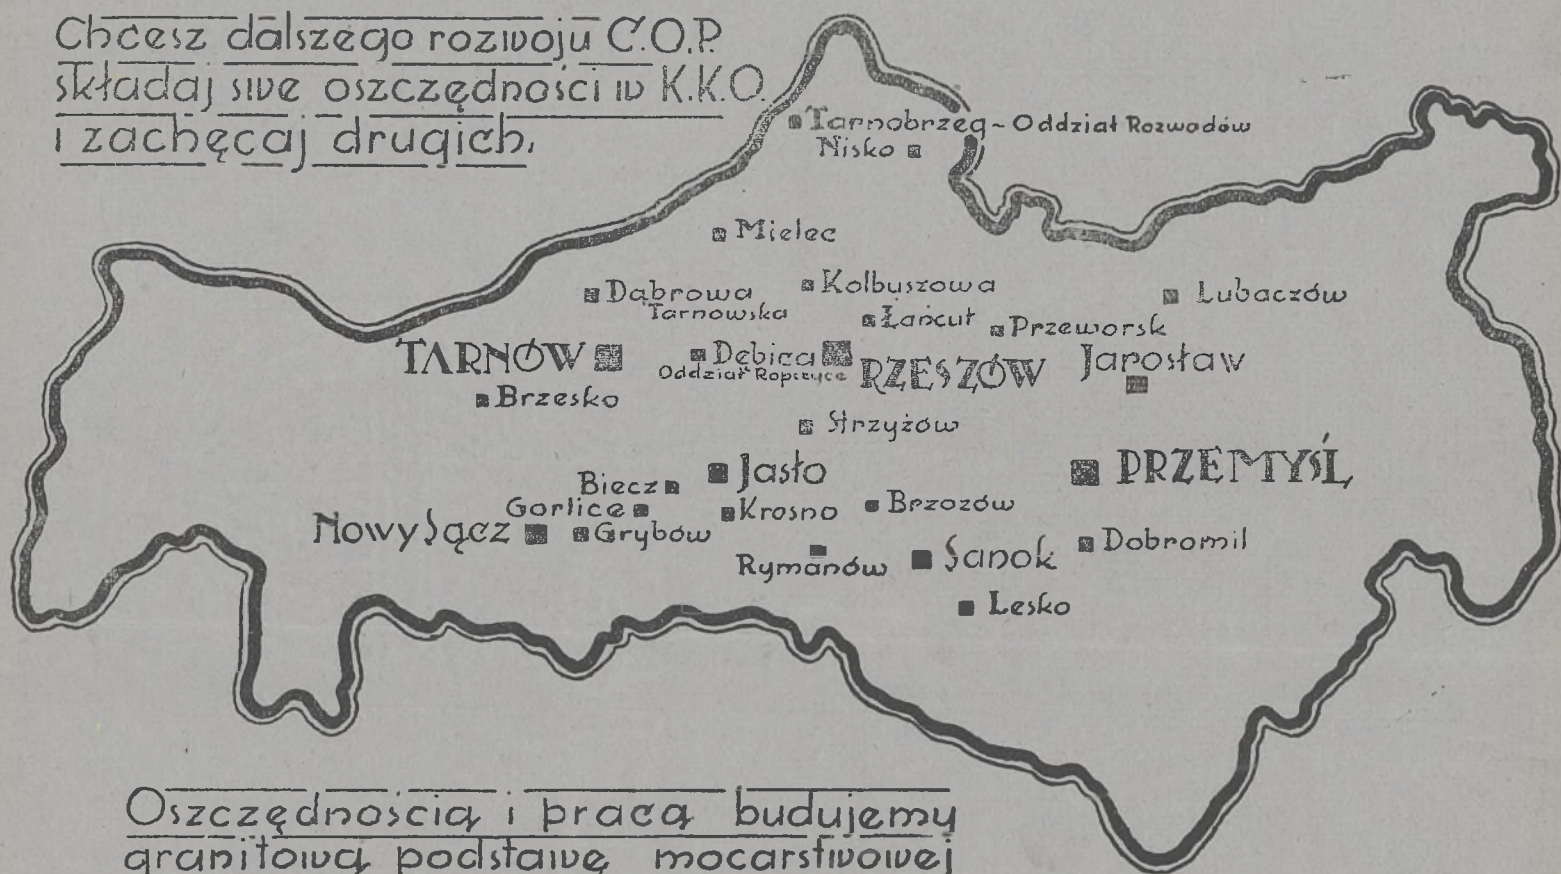 Chcesz dalszego rozwoju C.O.P.
składaj swe oszczędności w K.K.O.
i zachęcaj drugich.
Tarnobrzeg - Oddział Rozwadów
Nisko
Mielec
Dąbrowa
Tarnowska
Kolbuszowa
Lubaczów
Łańcut
Przeworsk
TARNÓW
Dębica
Oddział Ropczyce
RZESZÓW
Jarosław
Brzesko
Strzyżów
Jasło
PRZEMYŚL
Biecz
Gorlice
Krosno
Brzozów
Nowy Sącz
Grybów
Rymanów
Sanok
Dobromil
Lesko
Oszczędnością i pracą budujemy
granitową podstawę mocarstwowej